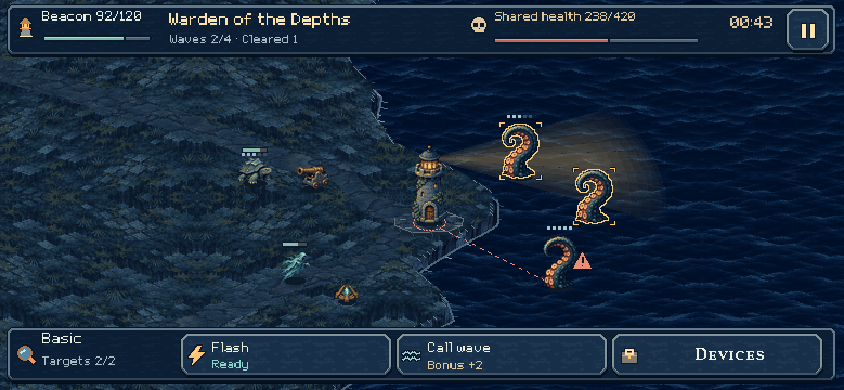 Beacon 92/120
Warden of the Depths
Waves 2/4 · Cleared 1
Shared health 238/420
00:43
Basic
Targets 2/2
Flash
Ready
Call wave
Bonus +2
DEVICES